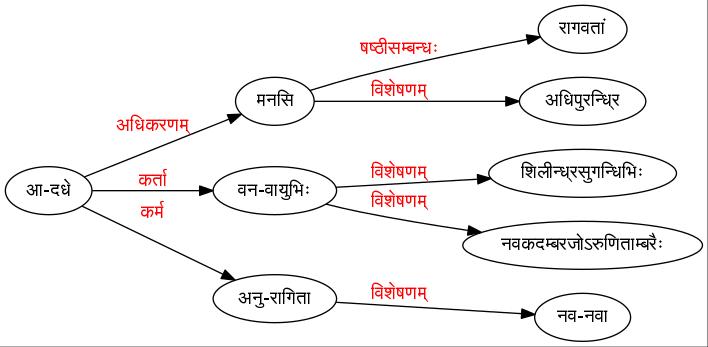 रागवतां
षष्ठीसम्बन्धः
मनसि
विशेषणम्
अधिपुरन्ध्रि
अधिकरणम्
विशेषणम्
शिलीन्ध्रसुगन्धिभिः
आ-दधे
कर्ता
वन-वायुभिः
विशेषणम्
कर्म
नवकदम्बरजोऽरुणिताम्बरैः
अनु-रागिता
विशेषणम्
नव-नवा